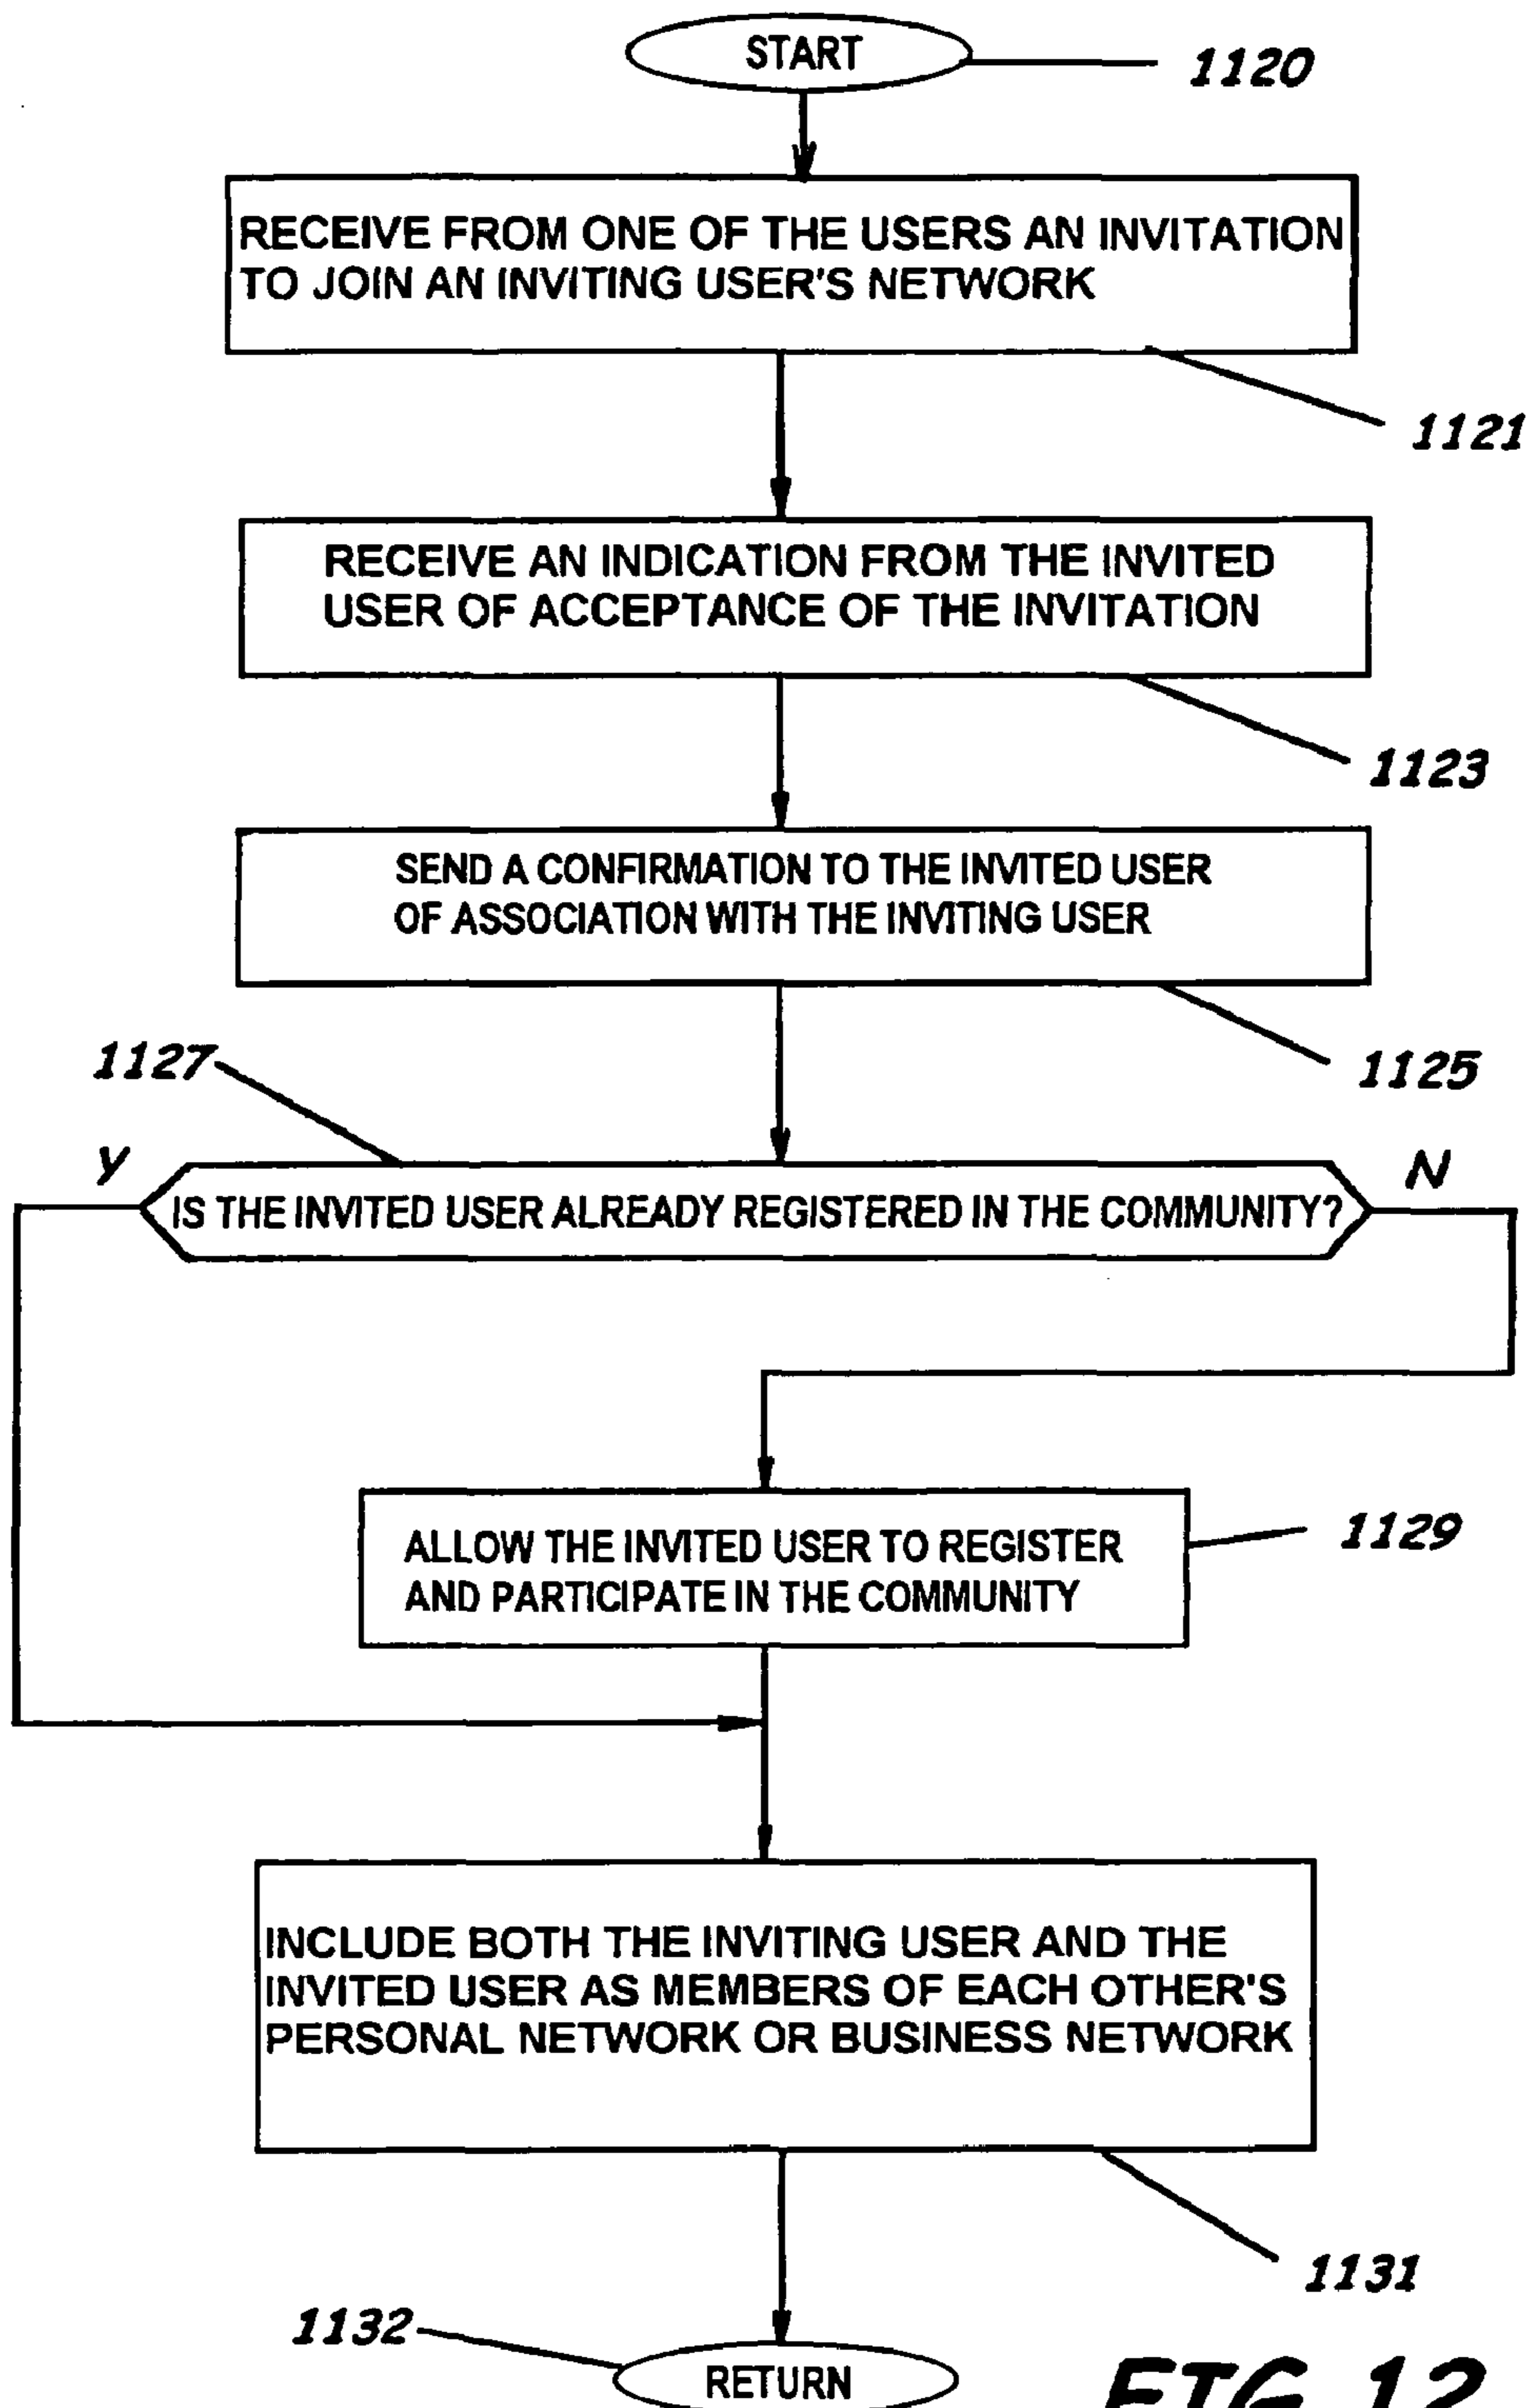 START
1120
RECEIVE FROM ONE OF THE USERS AN INVITATION
TO JOIN AN INVITING USER'S NETWORK
1121
RECEIVE AN INDICATION FROM THE INVITED
USER OF ACCEPTANCE OF THE INVITATION
1123
SEND A CONFIRMATION TO THE INVITED USER
OF ASSOCIATION WITH THE INVITING USER
1125
1127
Y
IS THE INVITED USER ALREADY REGISTERED IN THE COMMUNITY?
N
ALLOW THE INVITED USER TO REGISTER
AND PARTICIPATE IN THE COMMUNITY
1129
INCLUDE BOTH THE INVITING USER AND THE
INVITED USER AS MEMBERS OF EACH OTHER'S
PERSONAL NETWORK OR BUSINESS NETWORK
1131
1132
RETURN
FIG. 12